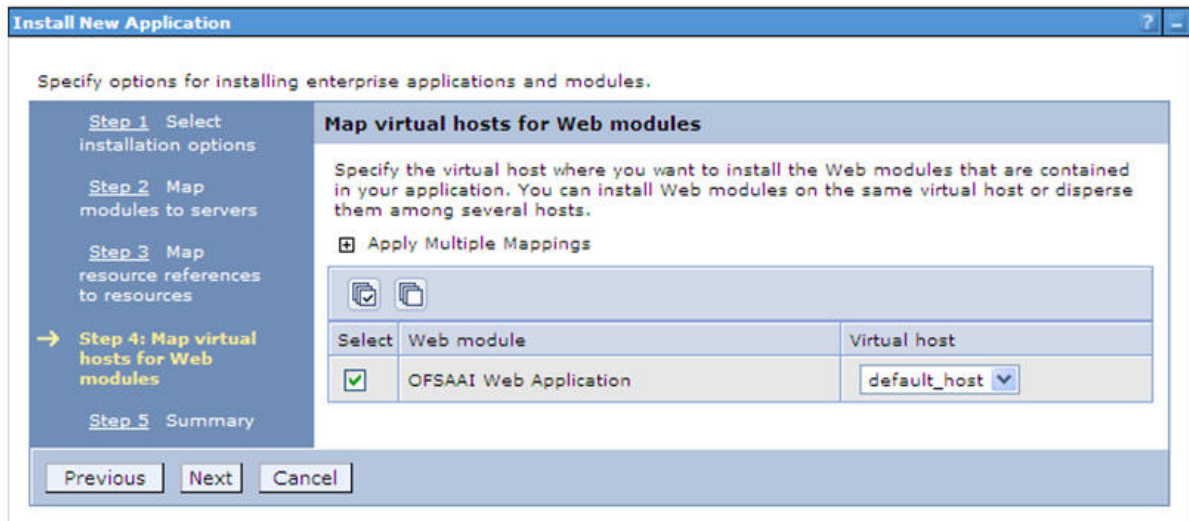 Install New Application
? _
Specify options for installing enterprise applications and modules.
Step 1 Select
installation options
Step 2 Map
modules to servers
Step 3 Map
resource references
to resources
Step 4: Map virtual
hosts for Web
modules
Step 5 Summary
Map virtual hosts for Web modules
Specify the virtual host where you want to install the Web modules that are contained
in your application. You can install Web modules on the same virtual host or disperse
them among several hosts.
Apply Multiple Mappings
Select Web module Virtual host
OFSAAI Web Application default_host
Previous Next Cancel